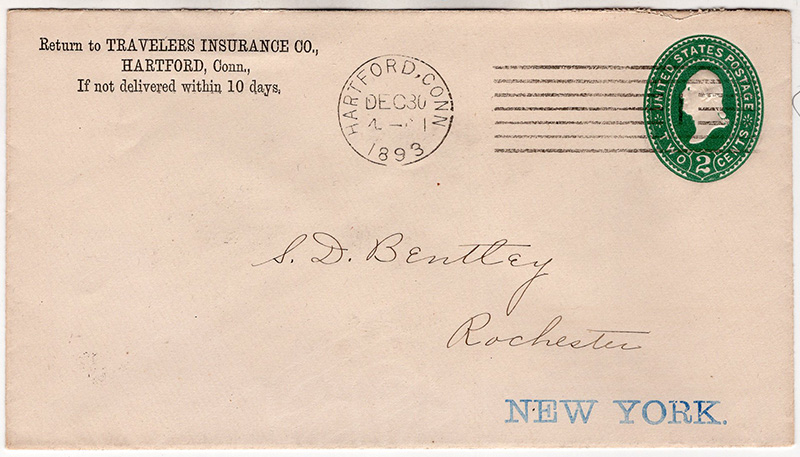 Return to TRAVELERS INSURANCE CO.,
HARTFORD, Conn.,
If not delivered within 10 days.
HARTFORD, CONN.
DEC 30
1893
UNITED STATES POSTAGE
TWO 2 CENTS
S. D. Bentley
Rochester
NEW YORK.